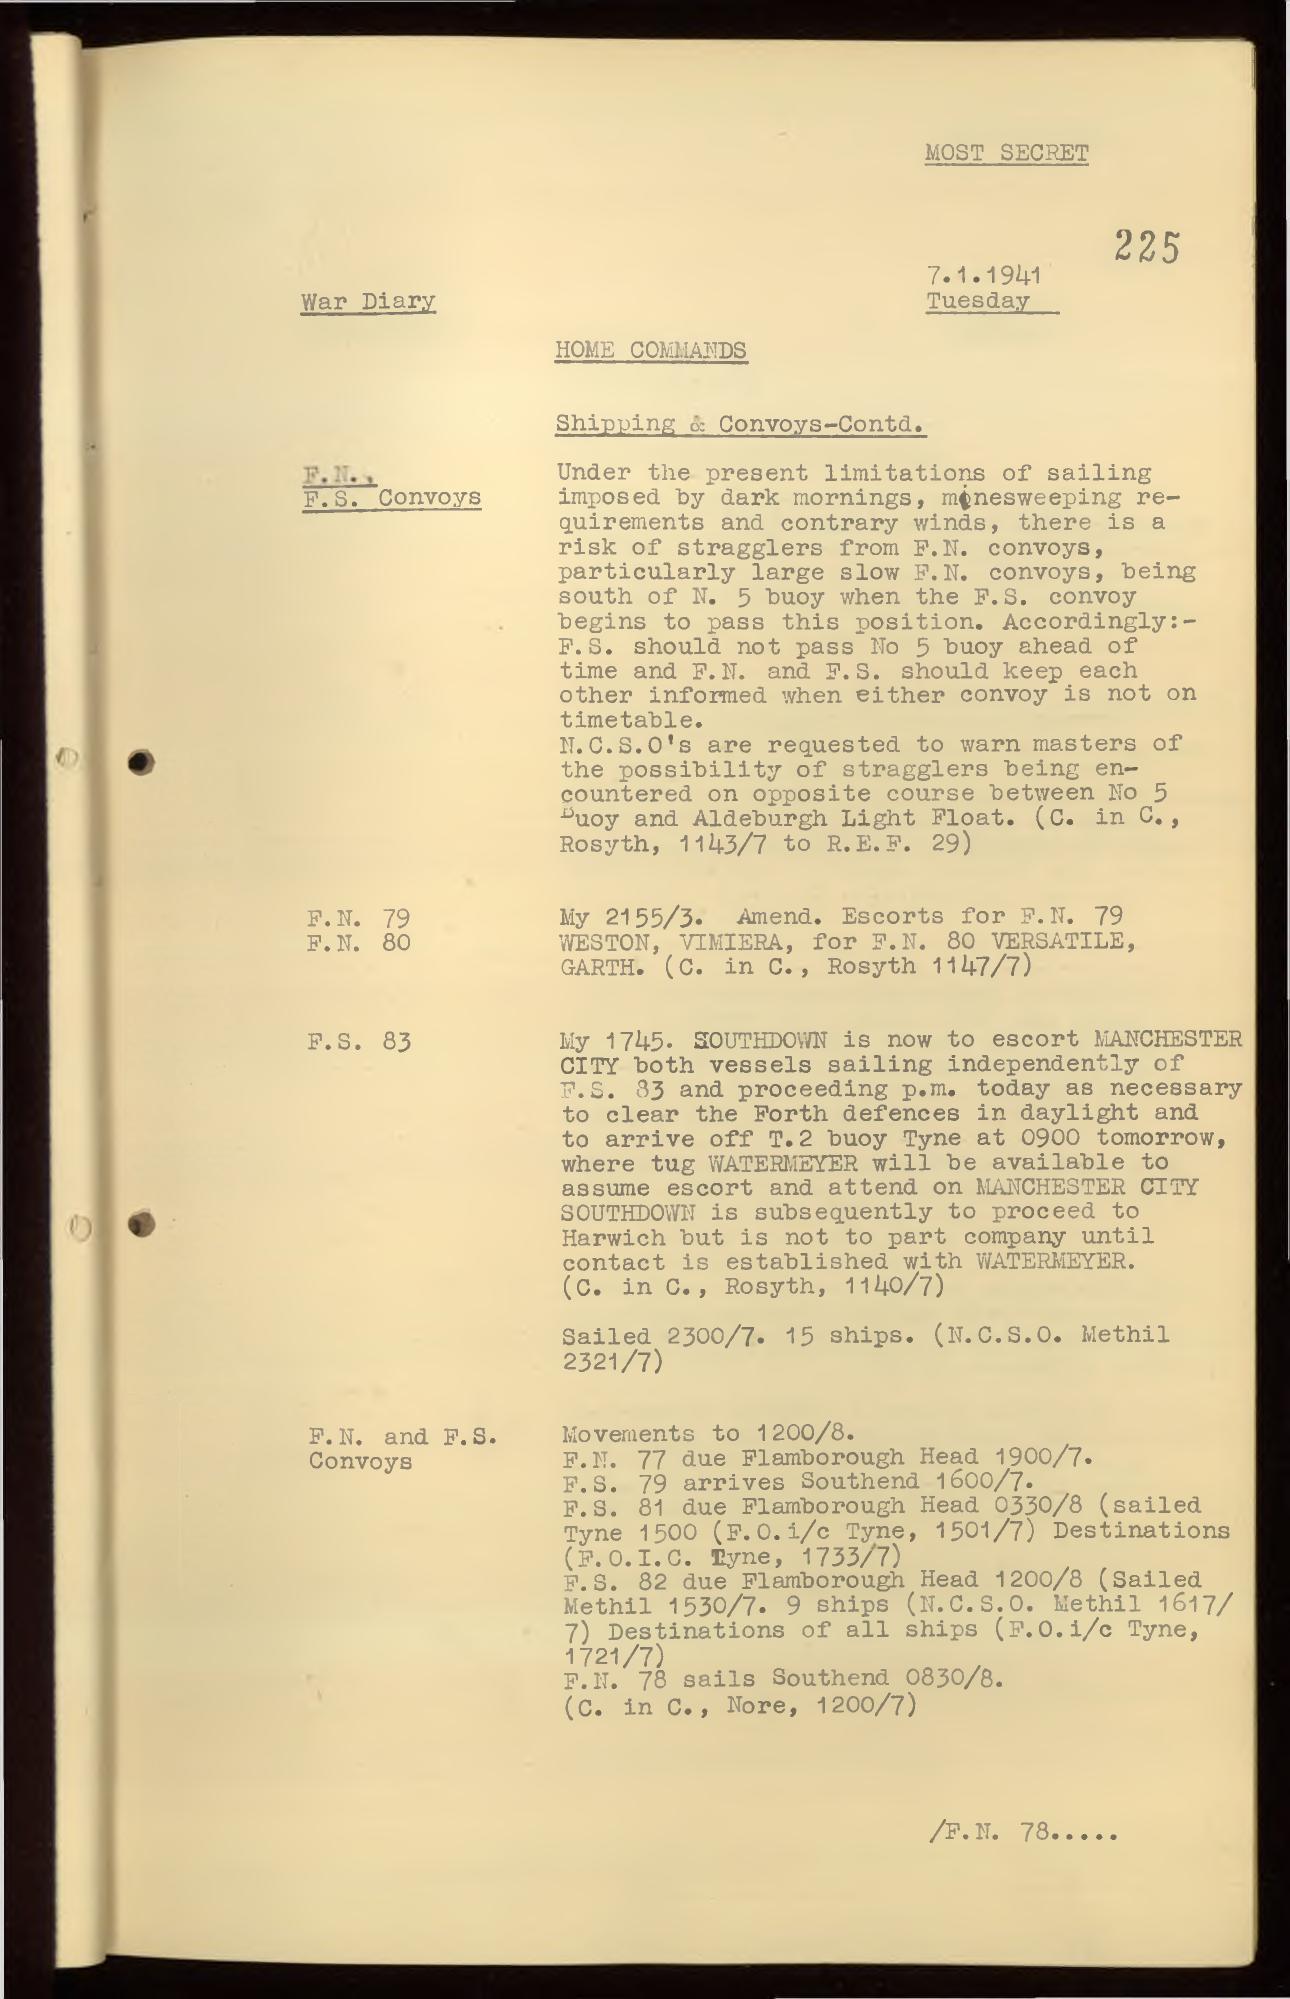 MOST SECRET
225
7.1.1941
War Diary
Tuesday
HOME COMMANDS
Shipping & Convoys-Contd.
F.N.,
F.S. Convoys
Under the present limitations of sailing
imposed by dark mornings, minesweeping re-
quirements and contrary winds, there is a
risk of stragglers from F.N. convoys,
particularly large slow F.N. convoys, being
south of N. 5 buoy when the F.S. convoy
begins to pass this position. Accordingly:-
F.S. should not pass No 5 buoy ahead of
time and F.N. and F.S. should keep each
other informed when either convoy is not on
timetable.
N.C.S.O's are requested to warn masters of
the possibility of stragglers being en-
countered on opposite course between No 5
Buoy and Aldeburgh Light Float. (C. in C.,
Rosyth, 1143/7 to R.E.F. 29)
F.N. 79
F.N. 80
My 2155/3. Amend. Escorts for F.N. 79
WESTON, VIMIERA, for F.N. 80 VERSATILE,
GARTH. (C. in C., Rosyth 1147/7)
F.S. 83
My 1745. SOUTHDOWN is now to escort MANCHESTER
CITY both vessels sailing independently of
F.S. 83 and proceeding p.m. today as necessary
to clear the Forth defences in daylight and
to arrive off T.2 buoy Tyne at 0900 tomorrow,
where tug WATERMEYER will be available to
assume escort and attend on MANCHESTER CITY
SOUTHDOWN is subsequently to proceed to
Harwich but is not to part company until
contact is established with WATERMEYER.
(C. in C., Rosyth, 1140/7)
Sailed 2300/7. 15 ships. (N.C.S.O. Methil
2321/7)
F.N. and F.S.
Convoys
Movements to 1200/8.
F.N. 77 due Flamborough Head 1900/7.
F.S. 79 arrives Southend 1600/7.
F.S. 81 due Flamborough Head 0330/8 (sailed
Tyne 1500 (F.O.i/c Tyne, 1501/7) Destinations
(F.O.I.C. Tyne, 1733/7)
F.S. 82 due Flamborough Head 1200/8 (Sailed
Methil 1530/7. 9 ships (N.C.S.O. Methil 1617/
7) Destinations of all ships (F.O.i/c Tyne,
1721/7)
F.N. 78 sails Southend 0830/8.
(C. in C., Nore, 1200/7)
/F.N. 78.....